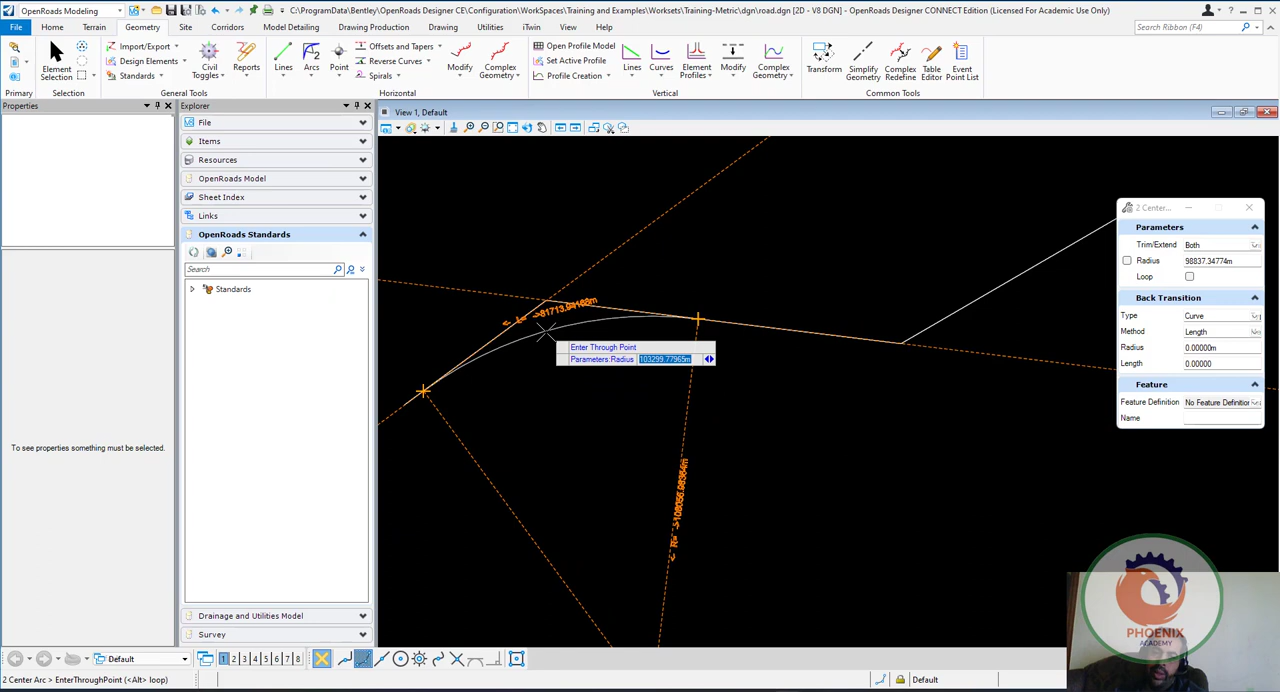 OpenRoads Modeling
C:\ProgramData\Bentley\OpenRoads Designer CE\Configuration\WorkSpaces\Training and Examples\Worksets\Training-Metric\dgn\road.dgn [2D - V8 DGN] - OpenRoads Designer CONNECT Edition (Licensed For Academic Use Only)
File Home Terrain Geometry Site Corridors Model Detailing Drawing Production Drawing Utilities iTwin View Help
Search Ribbon (F4)
Element Selection
Import/Export
Design Elements
Standards
Civil Toggles
Reports
Lines
Arcs
Point
Offsets and Tapers
Reverse Curves
Spirals
Modify
Complex Geometry
Open Profile Model
Set Active Profile
Profile Creation
Lines
Curves
Element Profiles
Modify
Complex Geometry
Transform
Simplify Geometry
Complex Redefine
Table Editor
Event Point List
Primary Selection General Tools Horizontal Vertical Common Tools
Properties
To see properties something must be selected.
Explorer
File
Items
Resources
OpenRoads Model
Sheet Index
Links
OpenRoads Standards
Search
Standards
Drainage and Utilities Model
Survey
View 1, Default
Enter Through Point
Parameters:Radius 103299.77965m
2 Center...
Parameters
Trim/Extend Both
Radius 98837.34774m
Loop
Back Transition
Type Curve
Method Length
Radius 0.00000m
Length 0.00000
Feature
Feature Definition No Feature Definition
Name
PHOENIX
ACADEMY
Default
1 2 3 4 5 6 7 8
2 Center Arc > EnterThroughPoint (<Alt> loop)
Default